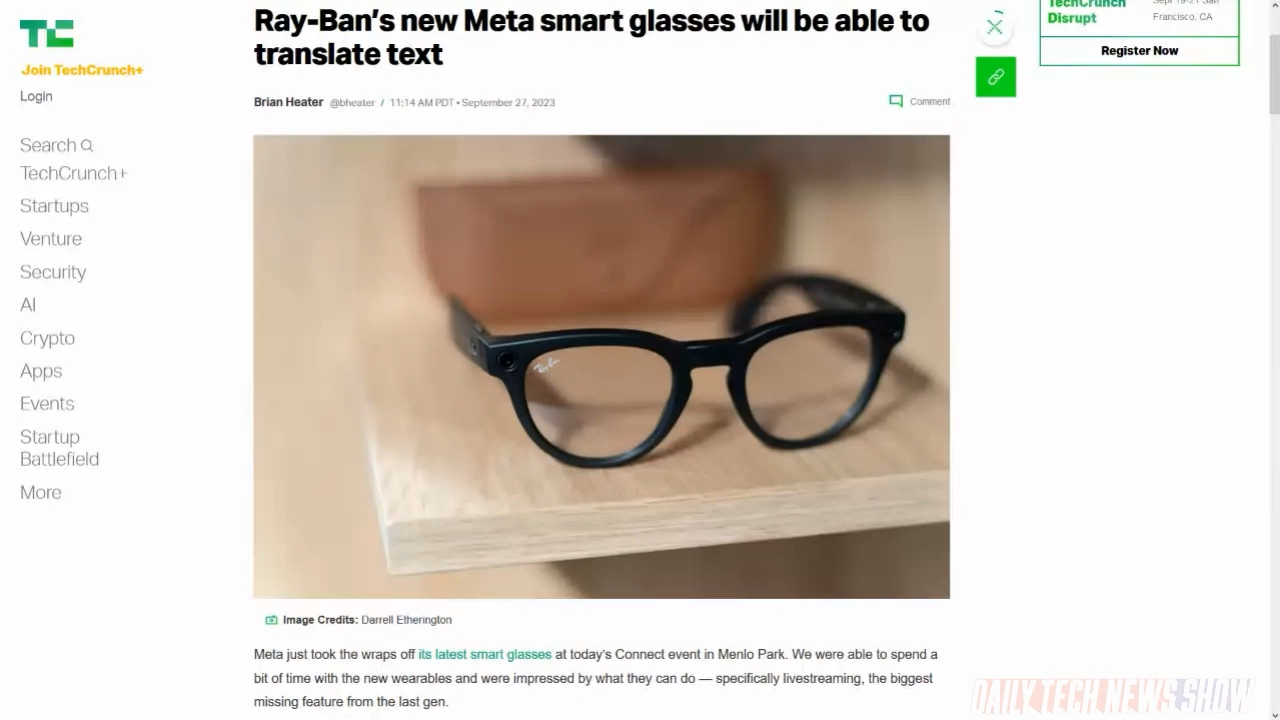 Ray-Ban's new Meta smart glasses will be able to
translate text
TechCrunch
Disrupt
Francisco, CA
Register Now
TC
Join TechCrunch+
Login
Brian Heater @bheater / 11:14 AM PDT • September 27, 2023
Comment
Search
TechCrunch+
Startups
Venture
Security
AI
Crypto
Apps
Events
Startup
Battlefield
More
Ray-Ban
Image Credits: Darrell Etherington
Meta just took the wraps off its latest smart glasses at today's Connect event in Menlo Park. We were able to spend a
bit of time with the new wearables and were impressed by what they can do — specifically livestreaming, the biggest
missing feature from the last gen.
DAILY TECH NEWS SHOW